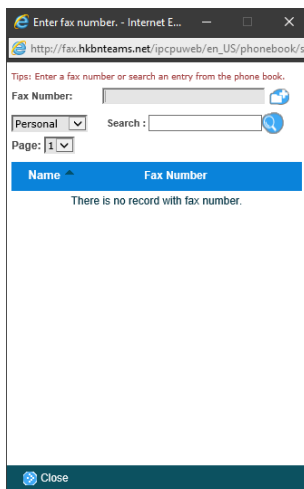 Enter fax number. - Internet E...
http://fax.hkbnteams.net/ipcpuweb/en_US/phonebook/s
Tips: Enter a fax number or search an entry from the phone book.
Fax Number:
Personal Search :
Page: 1
Name Fax Number
There is no record with fax number.
Close